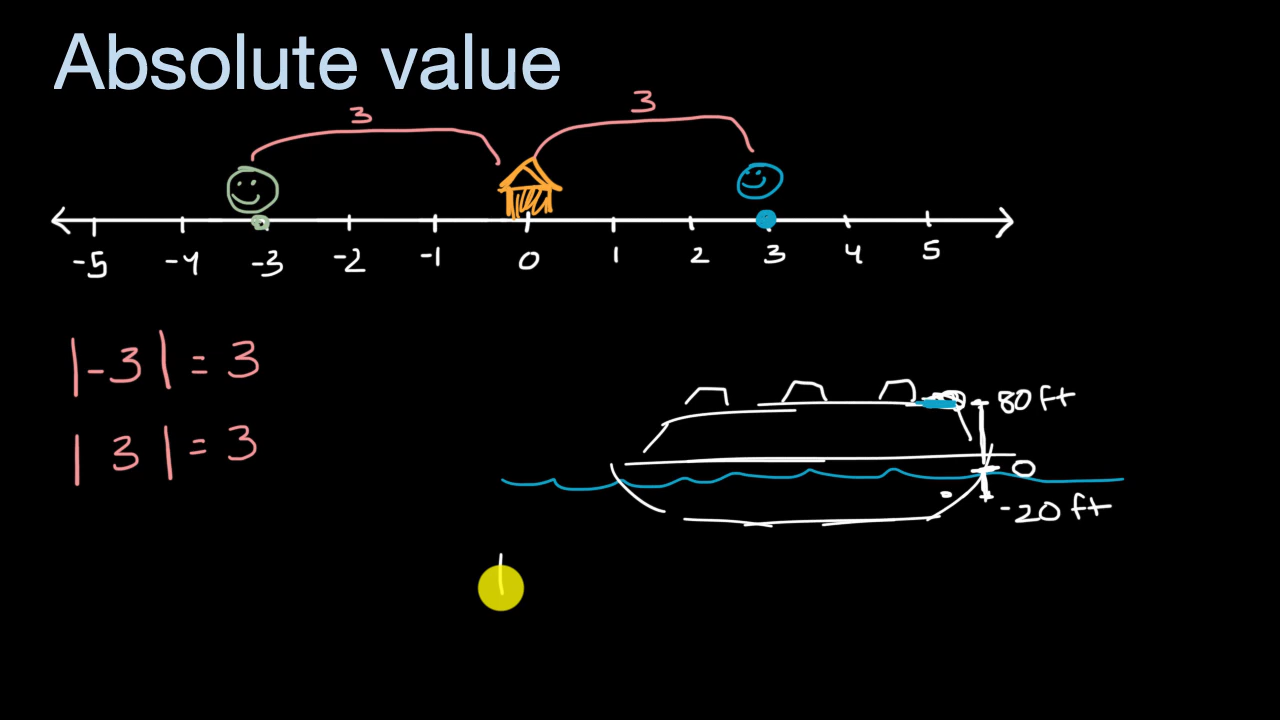 Absolute value
3 3
-5 -4 -3 -2 -1 0 1 2 3 4 5
|-3| = 3
| 3 | = 3
80 ft
0
-20 ft